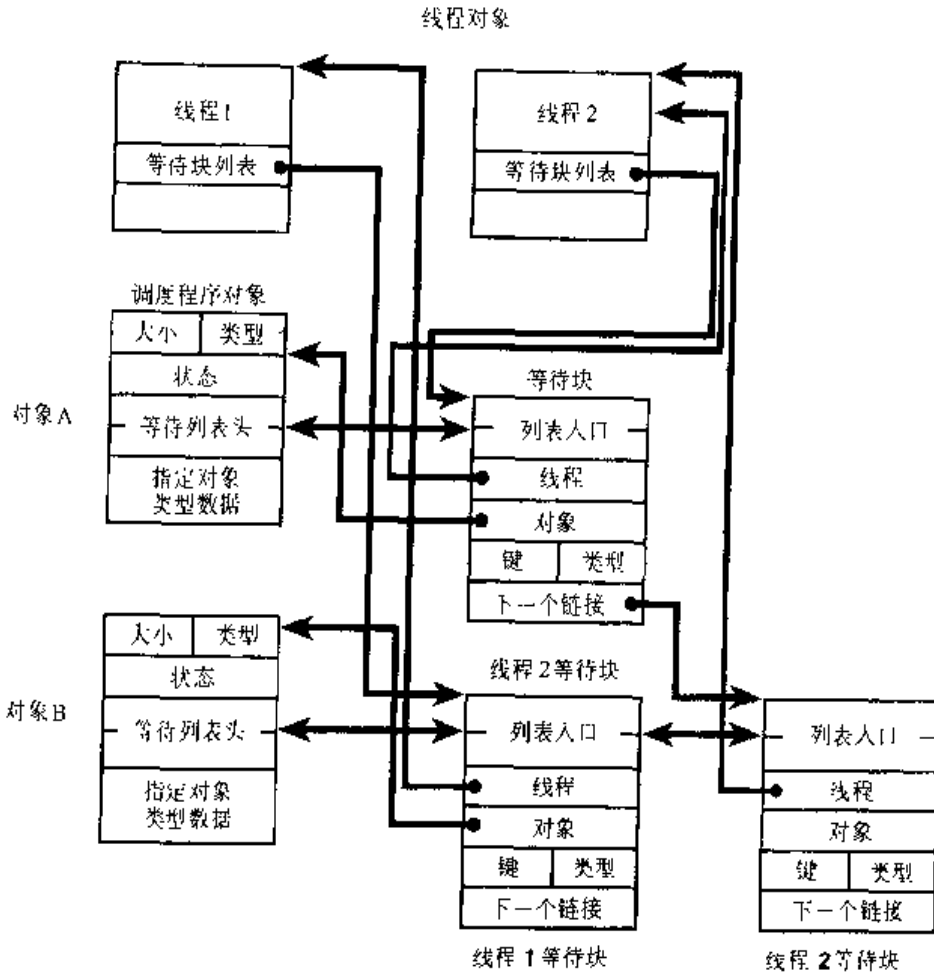 线程对象
线程1
等待块列表
线程2
等待块列表
调度程序对象
大小 类型
状态
对象A
等待列表头
指定对象
类型数据
等待块
列表入口
线程
对象
键 类型
下一个链接
线程2等待块
大小 类型
状态
对象B
等待列表头
指定对象
类型数据
列表入口
线程
对象
键 类型
下一个链接
线程1等待块
列表入口
线程
对象
键 类型
下一个链接
线程2等待块